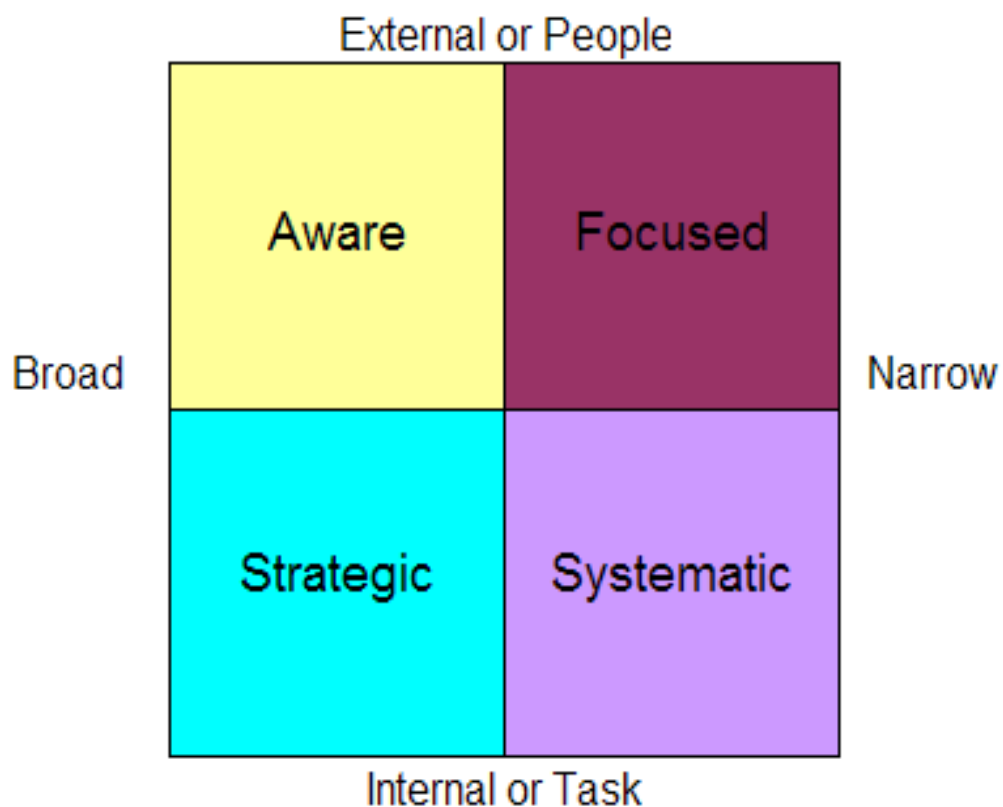 External or People
Aware
Focused
Broad
Narrow
Strategic
Systematic
Internal or Task